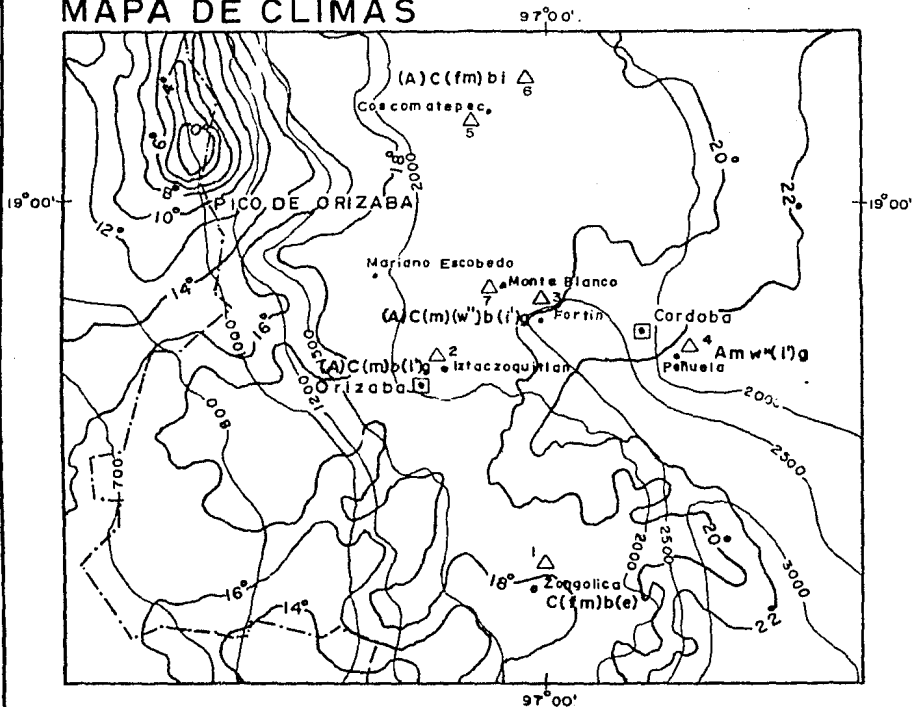 MAPA DE CLIMAS
97°00'.
4°
(A)C(fm)bi
6
Coscomatepec
5
0
6°
20°
18°
2000
8°
19°00'
PICO DE ORIZABA
19°00'
10°
22°
12°
Mariano Escobedo
14°
7
Monte Blanco
3
(A)C(m)(w'')b(i')g
Fortin
Cordoba
16°
1000
1500
4
Amw''(i')g
2
(A)C(m)b(i')g
Iztaczoquitlan
Peñuela
Orizaba
1200
800
2000
2500
700
20°
2000
2500
3000
1
18°
Zongolica
C(fm)b(e)
16°
14°
22
97°00'